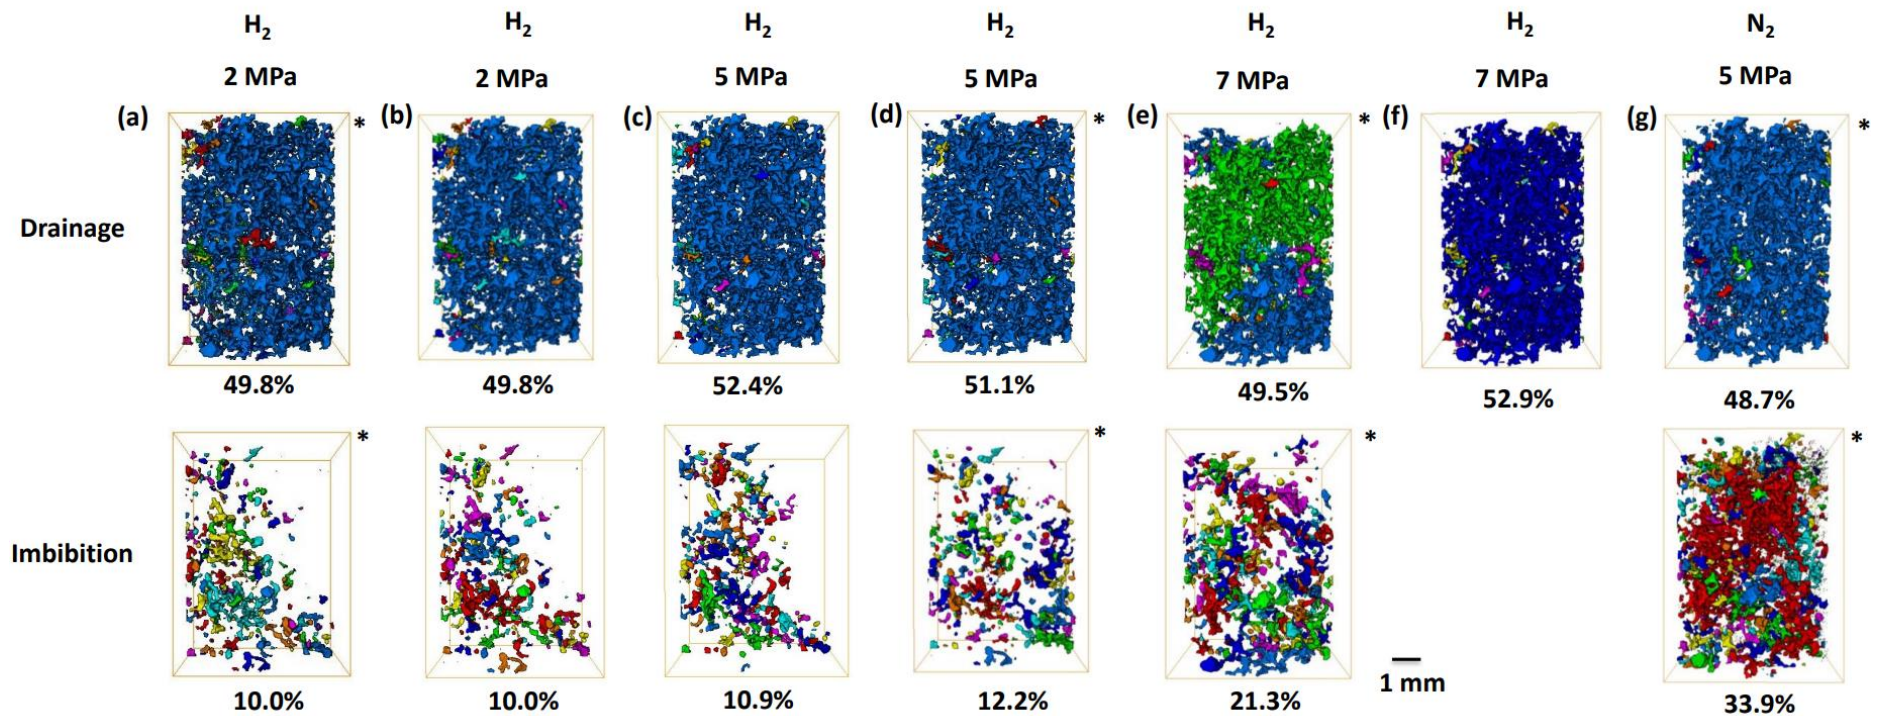 H2 H2 H2 H2 H2 H2 N2
2 MPa 2 MPa 5 MPa 5 MPa 7 MPa 7 MPa 5 MPa
(a) * (b) (c) (d) * (e) * (f) (g) *
Drainage
49.8% 49.8% 52.4% 51.1% 49.5% 52.9% 48.7%
* * * *
Imbibition
1 mm
10.0% 10.0% 10.9% 12.2% 21.3% 33.9%